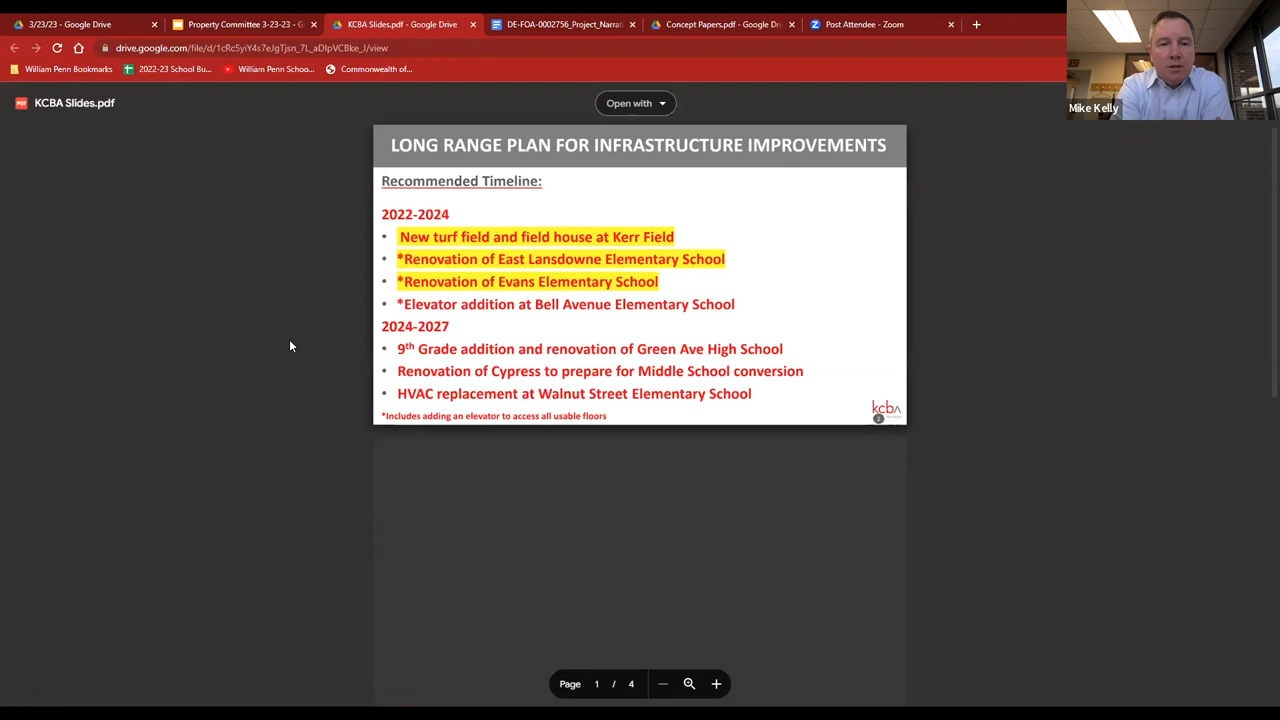 3/23/23 - Google Drive
Property Committee 3-23-23 - G
KCBA Slides.pdf - Google Drive
DE-FOA-0002756_Project_Narrat
Concept Papers.pdf - Google Dri
Post Attendee - Zoom
drive.google.com/file/d/1cRc5yiY4s7eJgTjsn_7L_aDIpVCBke_J/view
William Penn Bookmarks
2022-23 School Bu...
William Penn Schoo...
Commonwealth of...
Mike Kelly
PDF
KCBA Slides.pdf
Open with
LONG RANGE PLAN FOR INFRASTRUCTURE IMPROVEMENTS
Recommended Timeline:
2022-2024
• New turf field and field house at Kerr Field
• *Renovation of East Lansdowne Elementary School
• *Renovation of Evans Elementary School
• *Elevator addition at Bell Avenue Elementary School
2024-2027
• 9th Grade addition and renovation of Green Ave High School
• Renovation of Cypress to prepare for Middle School conversion
• HVAC replacement at Walnut Street Elementary School
*Includes adding an elevator to access all usable floors
kcba
2
Page 1 / 4